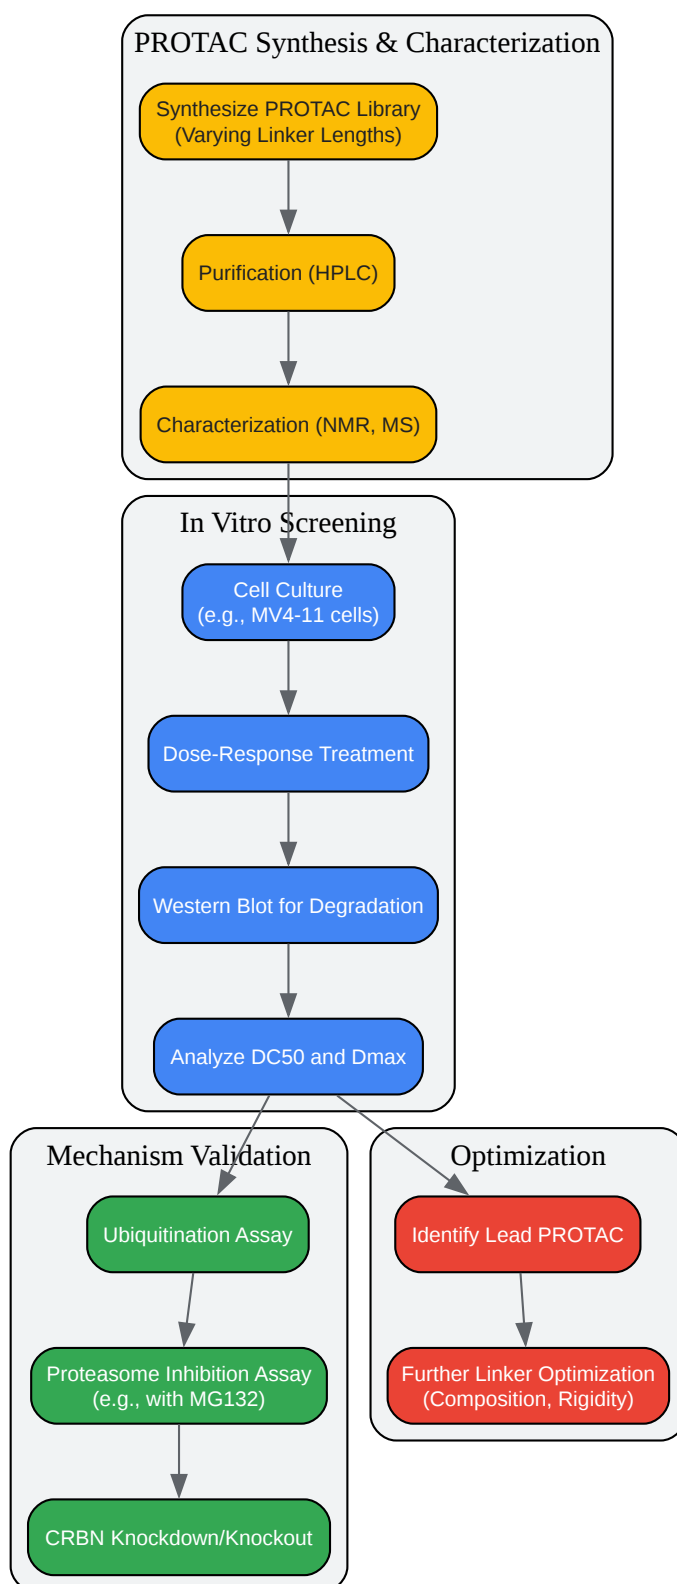 PROTAC Synthesis & Characterization
Synthesize PROTAC Library
(Varying Linker Lengths)
Purification (HPLC)
Characterization (NMR, MS)
In Vitro Screening
Cell Culture
(e.g., MV4-11 cells)
Dose-Response Treatment
Western Blot for Degradation
Analyze DC50 and Dmax
Mechanism Validation
Ubiquitination Assay
Proteasome Inhibition Assay
(e.g., with MG132)
CRBN Knockdown/Knockout
Optimization
Identify Lead PROTAC
Further Linker Optimization
(Composition, Rigidity)